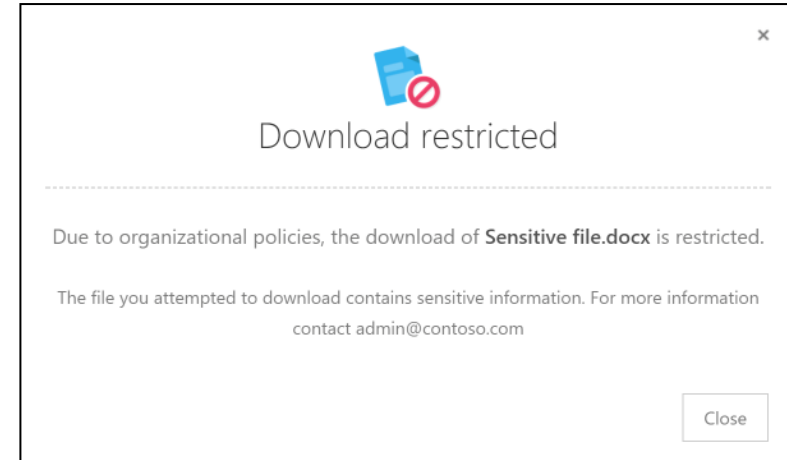 ×
Download restricted
Due to organizational policies, the download of Sensitive file.docx is restricted.
The file you attempted to download contains sensitive information. For more information
contact admin@contoso.com
Close